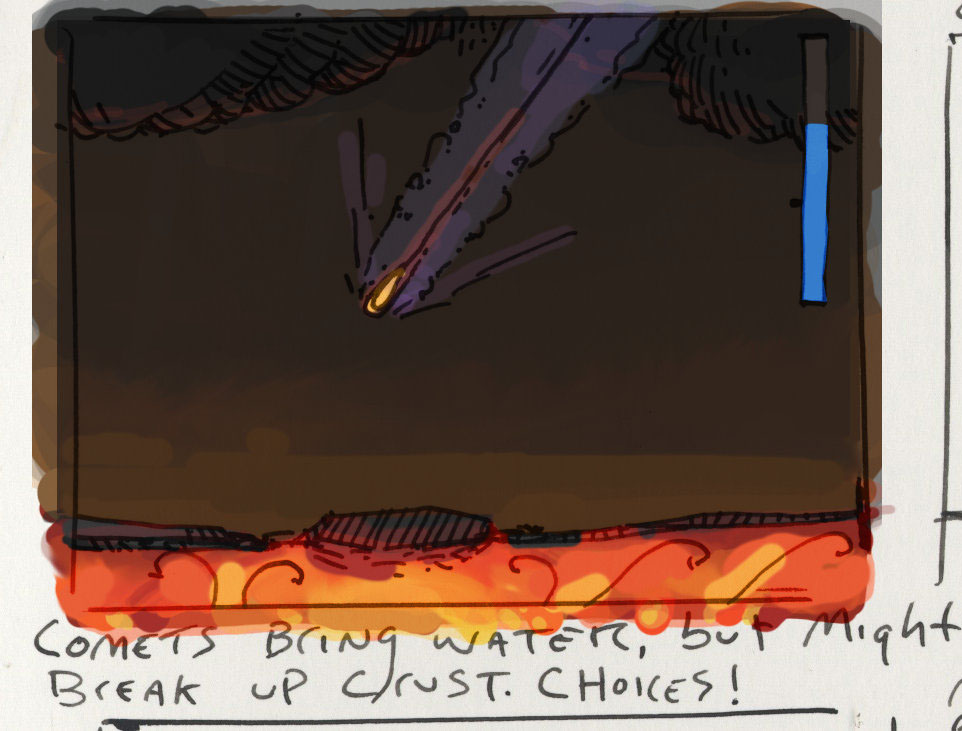 COMETS BRING WATER, but Might
BREAK UP CRUST. CHOICES!